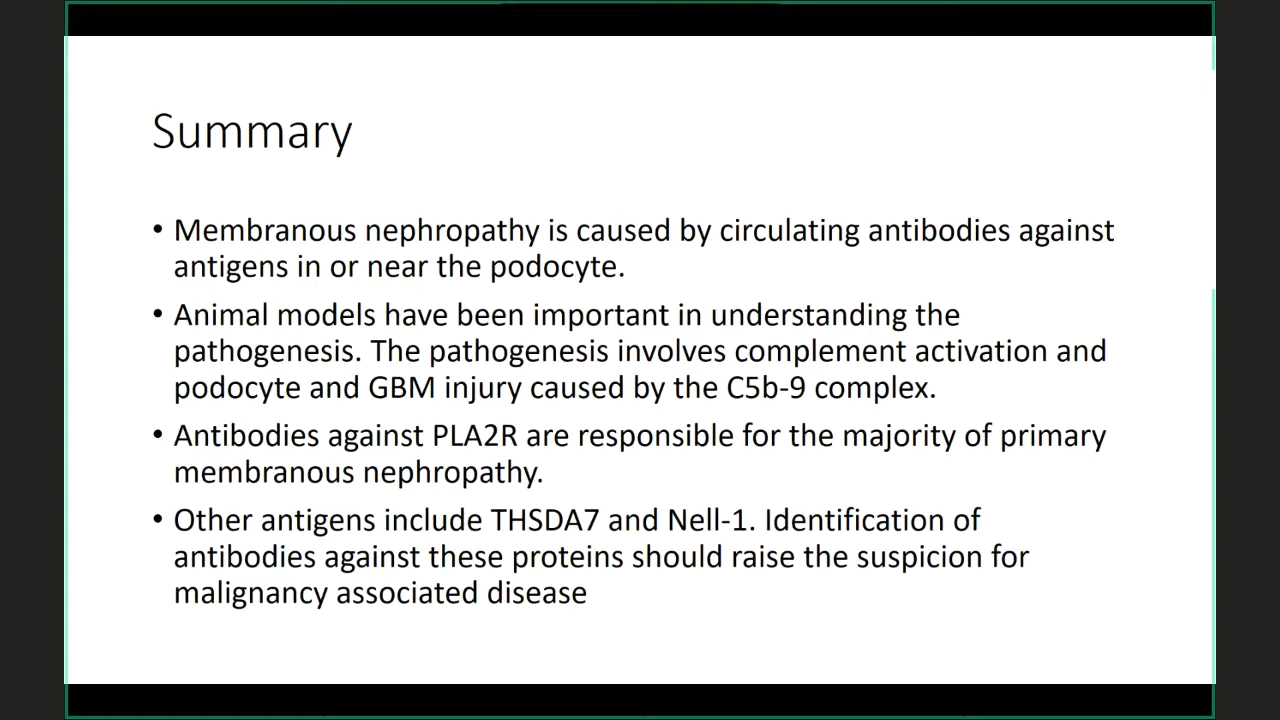 Summary
• Membranous nephropathy is caused by circulating antibodies against
antigens in or near the podocyte.
• Animal models have been important in understanding the
pathogenesis. The pathogenesis involves complement activation and
podocyte and GBM injury caused by the C5b-9 complex.
• Antibodies against PLA2R are responsible for the majority of primary
membranous nephropathy.
• Other antigens include THSDA7 and Nell-1. Identification of
antibodies against these proteins should raise the suspicion for
malignancy associated disease